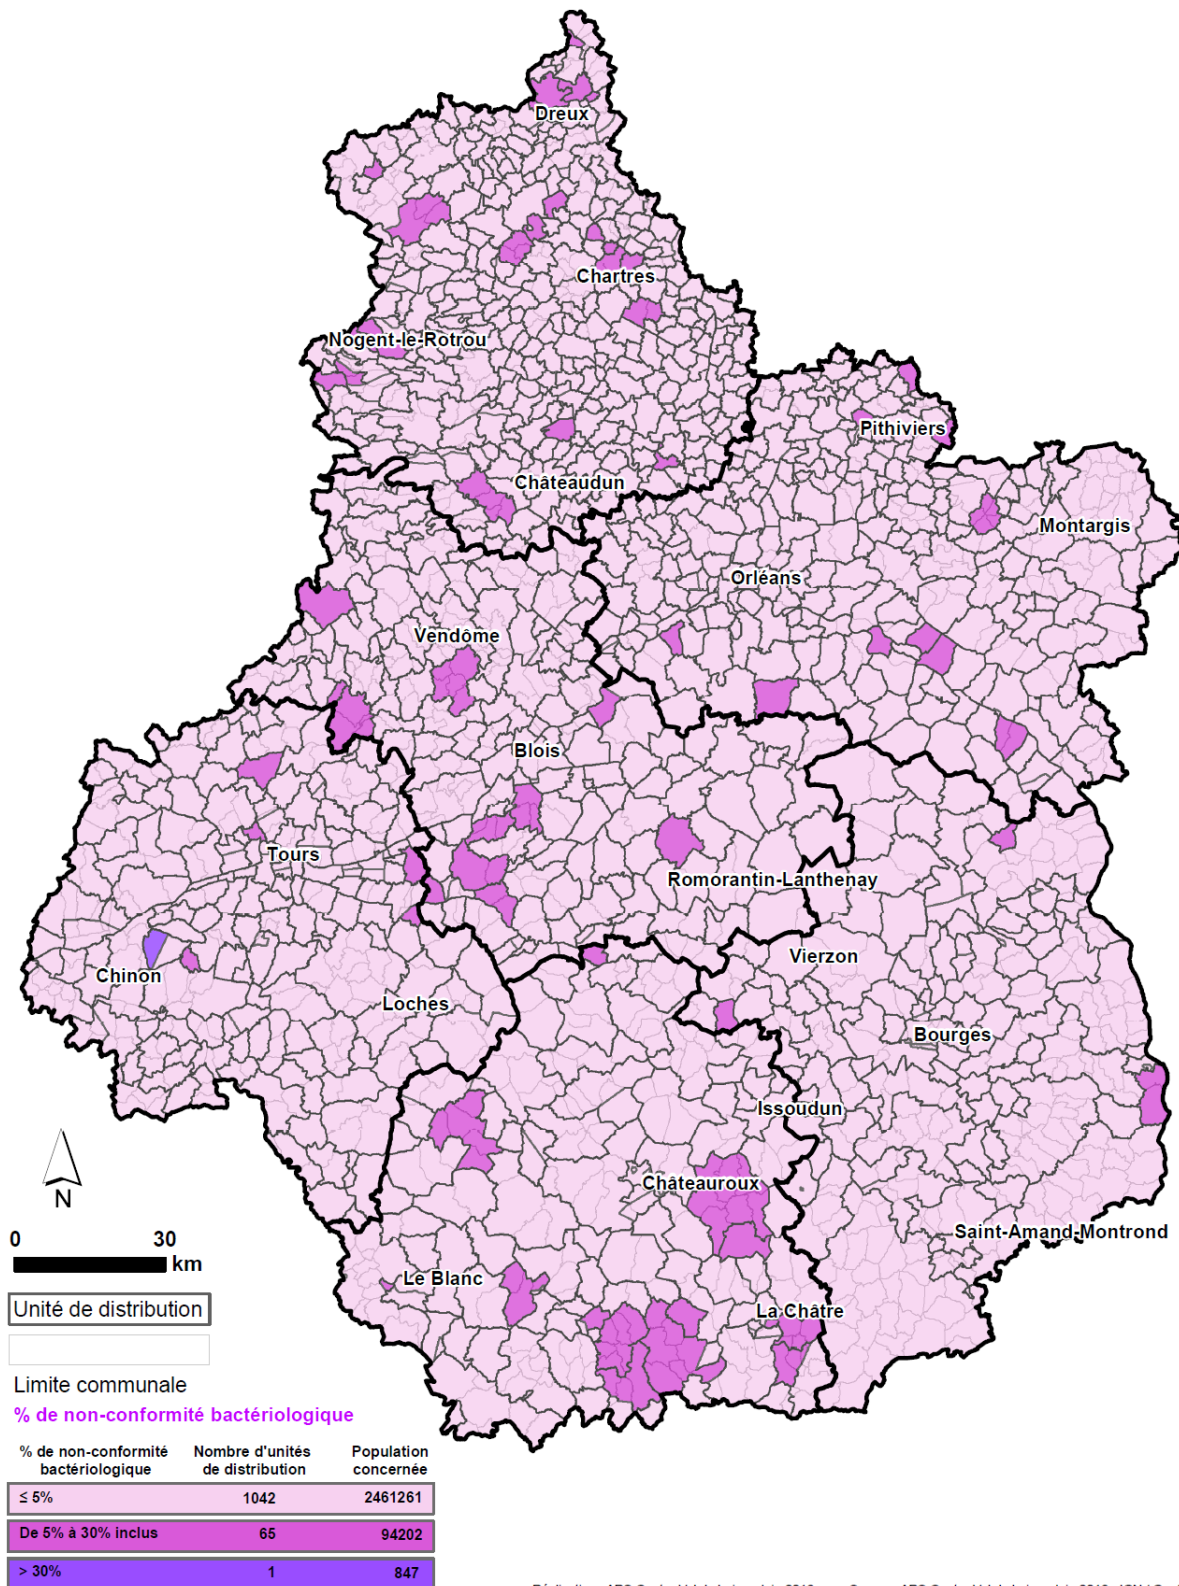 Dreux
Chartres
Nogent-le-Rotrou
Pithiviers
Châteaudun
Montargis
Orléans
Vendôme
Blois
Tours
Romorantin-Lanthenay
Vierzon
Chinon
Loches
Bourges
Issoudun
Châteauroux
Saint-Amand-Montrond
Le Blanc
La Châtre
N
0 30
km
Unité de distribution
Limite communale
% de non-conformité bactériologique
% de non-conformité bactériologique Nombre d'unités de distribution Population concernée
≤ 5% 1042 2461261
De 5% à 30% inclus 65 94202
> 30% 1 847